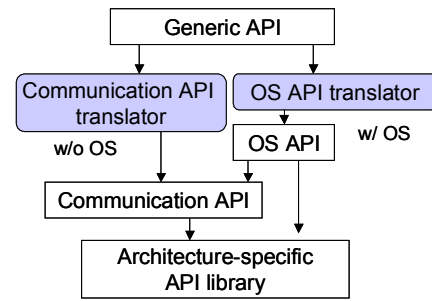 Generic API
Communication API
translator
OS API translator
w/o OS
w/ OS
OS API
Communication API
Architecture-specific
API library